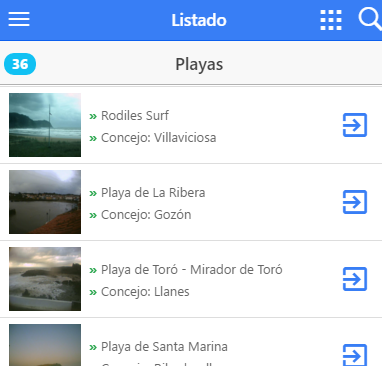 Listado
36
Playas
» Rodiles Surf
» Concejo: Villaviciosa
» Playa de La Ribera
» Concejo: Gozón
» Playa de Toró - Mirador de Toró
» Concejo: Llanes
» Playa de Santa Marina
» Concejo: